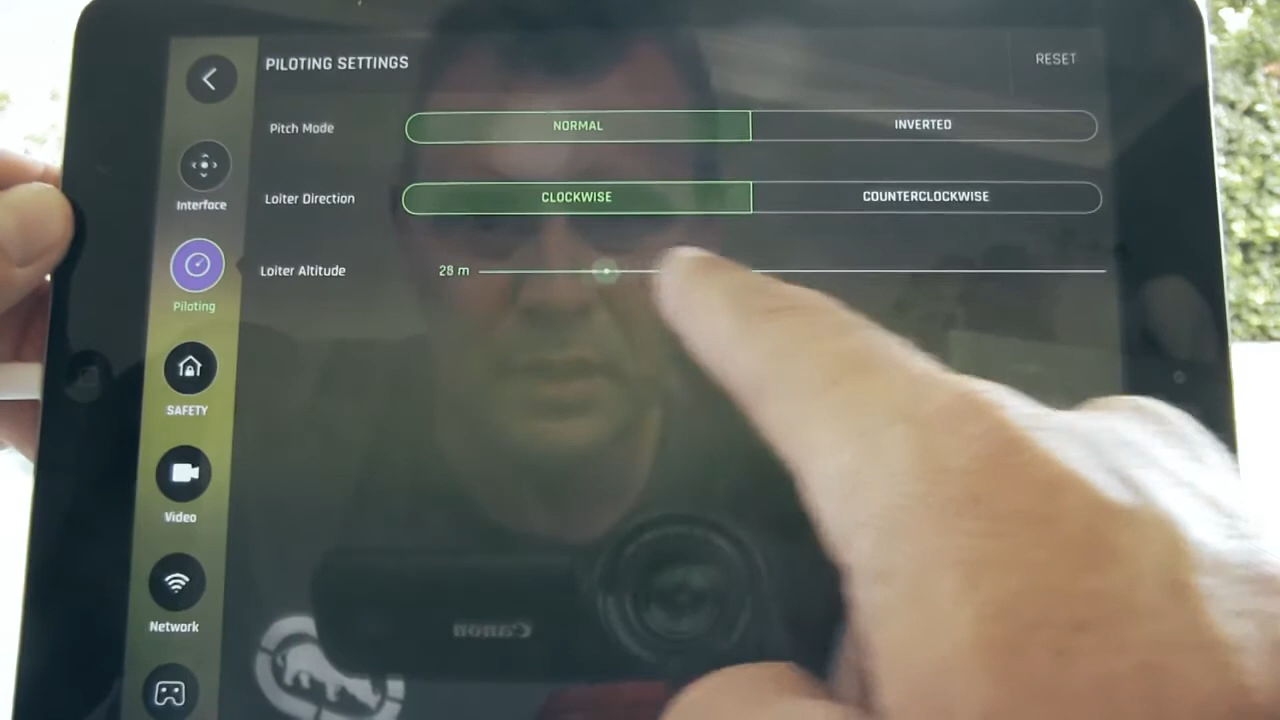 PILOTING SETTINGS
RESET
Pitch Mode
NORMAL
INVERTED
Interface
Loiter Direction
CLOCKWISE
COUNTERCLOCKWISE
Loiter Altitude
28 m
Piloting
SAFETY
Video
Network
Canon